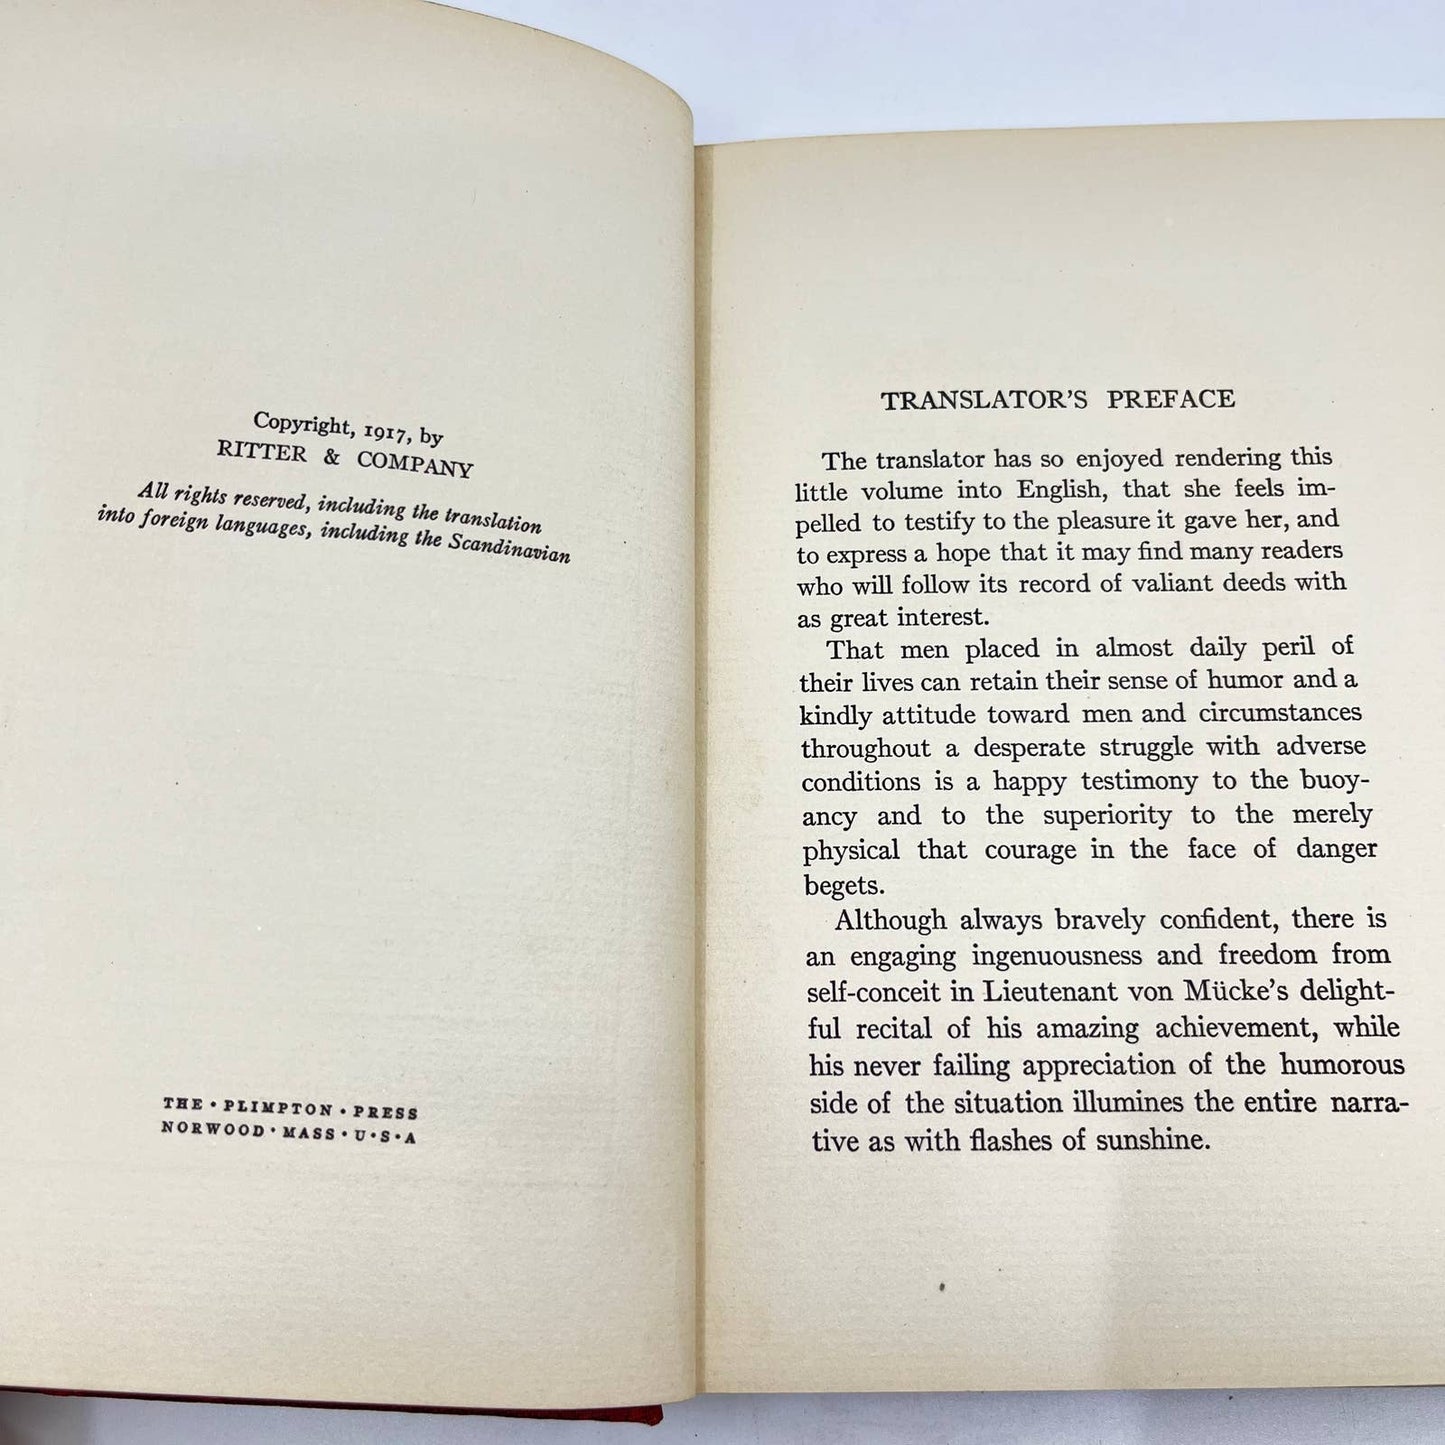 Copyright, 1917, by
RITTER & COMPANY
All rights reserved, including the translation
into foreign languages, including the Scandinavian
THE • PLIMPTON • PRESS
NORWOOD • MASS • U • S • A
TRANSLATOR'S PREFACE
The translator has so enjoyed rendering this
little volume into English, that she feels im-
pelled to testify to the pleasure it gave her, and
to express a hope that it may find many readers
who will follow its record of valiant deeds with
as great interest.
That men placed in almost daily peril of
their lives can retain their sense of humor and a
kindly attitude toward men and circumstances
throughout a desperate struggle with adverse
conditions is a happy testimony to the buoy-
ancy and to the superiority to the merely
physical that courage in the face of danger
begets.
Although always bravely confident, there is
an engaging ingenuousness and freedom from
self-conceit in Lieutenant von Mücke's delight-
ful recital of his amazing achievement, while
his never failing appreciation of the humorous
side of the situation illumines the entire narra-
tive as with flashes of sunshine.